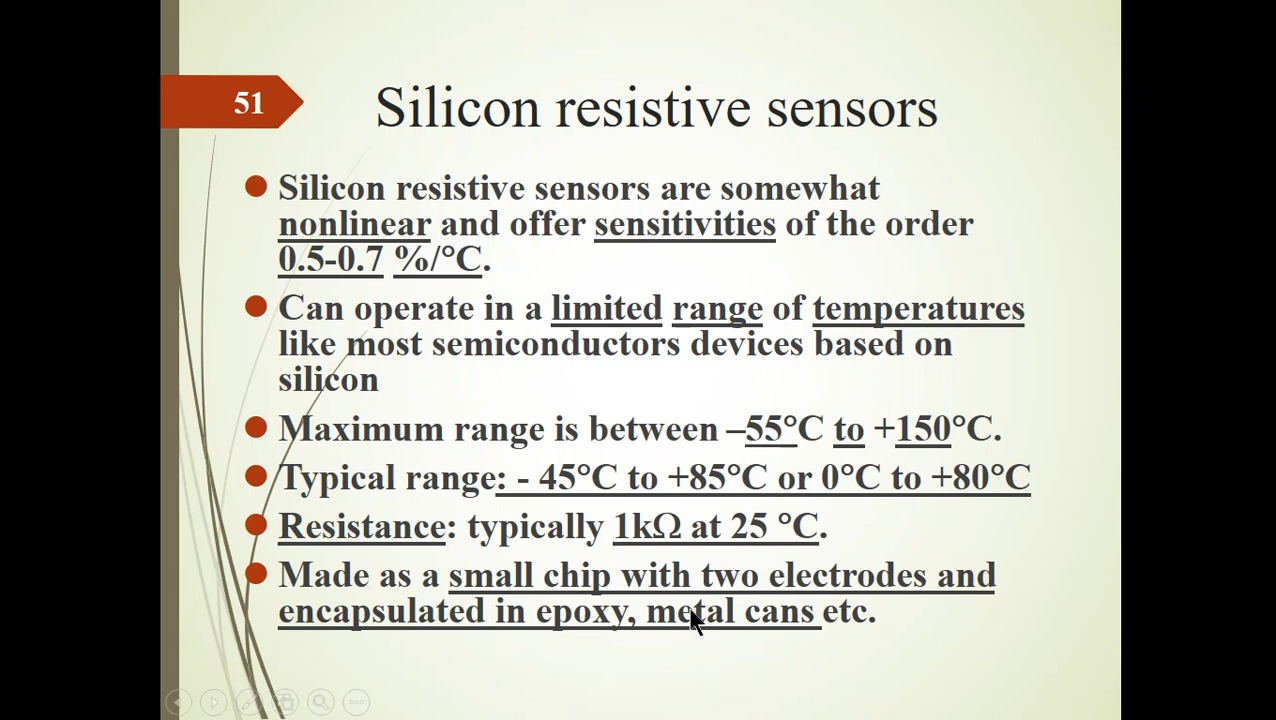 51
Silicon resistive sensors
Silicon resistive sensors are somewhat
nonlinear and offer sensitivities of the order
0.5-0.7 %/°C.
Can operate in a limited range of temperatures
like most semiconductors devices based on
silicon
Maximum range is between –55°C to +150°C.
Typical range: - 45°C to +85°C or 0°C to +80°C
Resistance: typically 1kΩ at 25 °C.
Made as a small chip with two electrodes and
encapsulated in epoxy, metal cans etc.